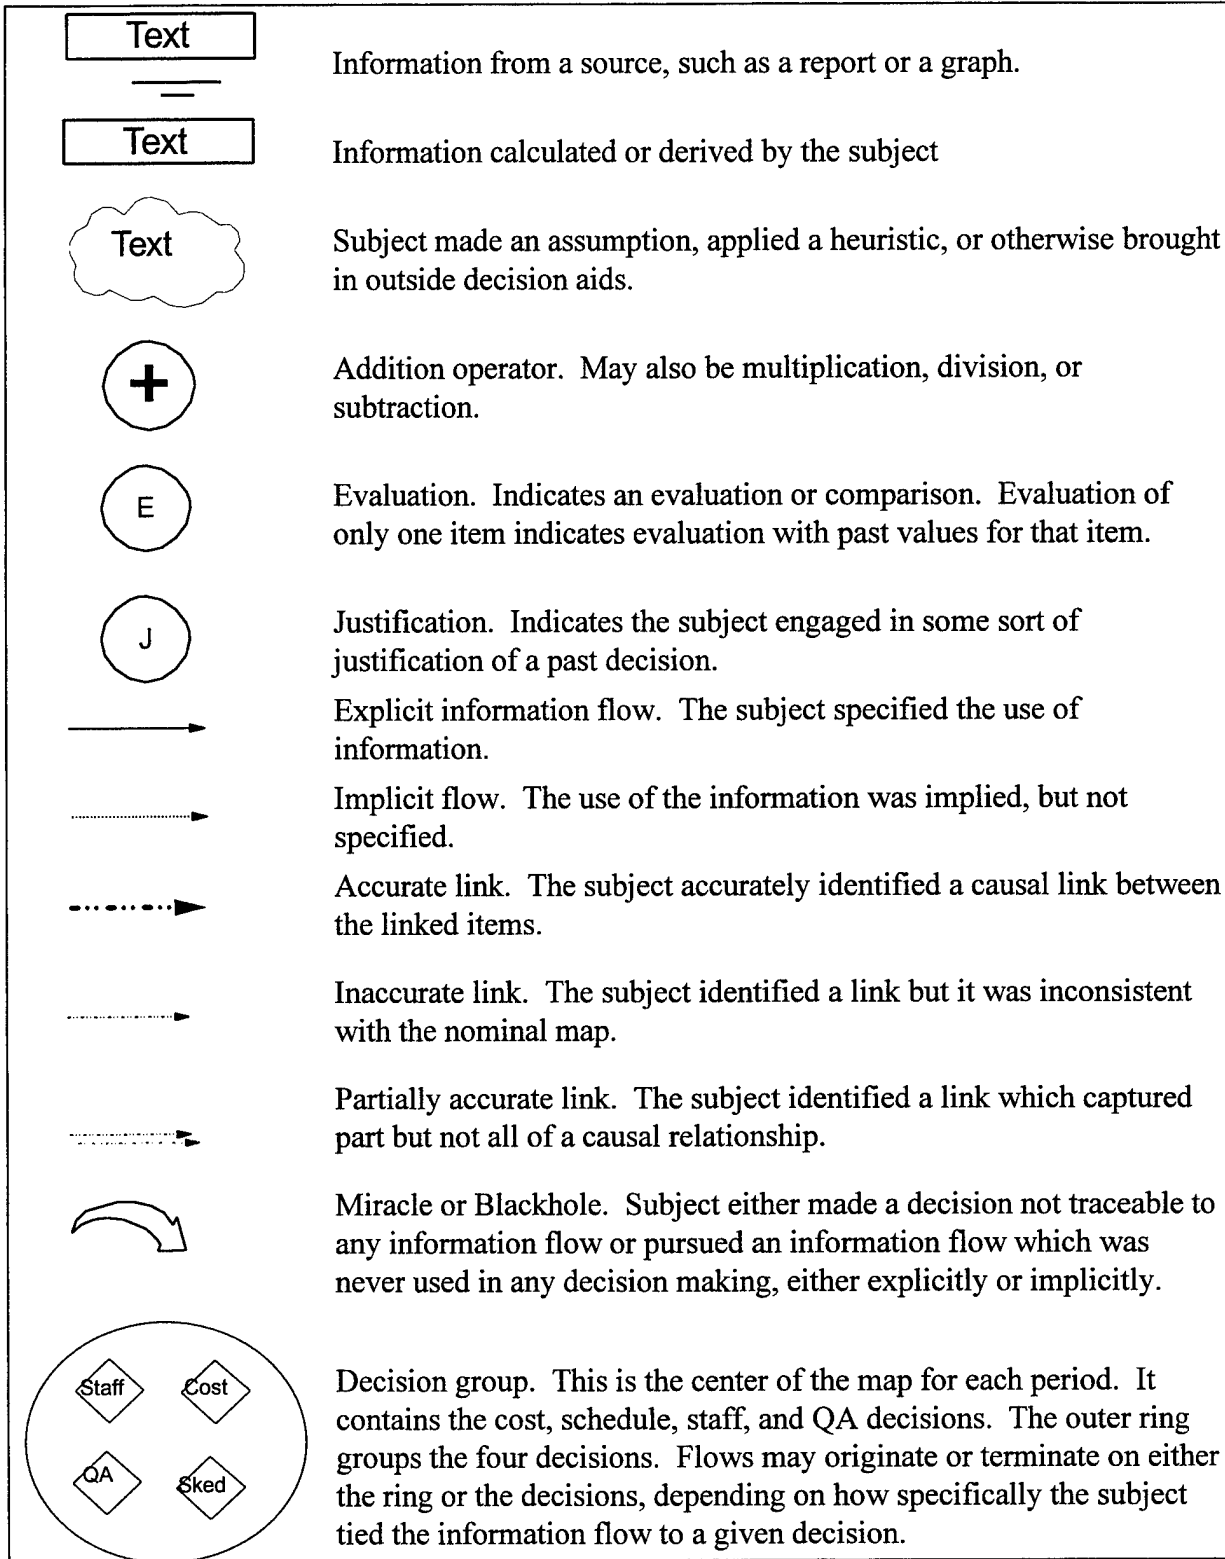 Text
Information from a source, such as a report or a graph.
Text
Information calculated or derived by the subject
Text
Subject made an assumption, applied a heuristic, or otherwise brought
in outside decision aids.
+
Addition operator. May also be multiplication, division, or
subtraction.
E
Evaluation. Indicates an evaluation or comparison. Evaluation of
only one item indicates evaluation with past values for that item.
J
Justification. Indicates the subject engaged in some sort of
justification of a past decision.
Explicit information flow. The subject specified the use of
information.
Implicit flow. The use of the information was implied, but not
specified.
Accurate link. The subject accurately identified a causal link between
the linked items.
Inaccurate link. The subject identified a link but it was inconsistent
with the nominal map.
Partially accurate link. The subject identified a link which captured
part but not all of a causal relationship.
Miracle or Blackhole. Subject either made a decision not traceable to
any information flow or pursued an information flow which was
never used in any decision making, either explicitly or implicitly.
Staff Cost
QA Sked
Decision group. This is the center of the map for each period. It
contains the cost, schedule, staff, and QA decisions. The outer ring
groups the four decisions. Flows may originate or terminate on either
the ring or the decisions, depending on how specifically the subject
tied the information flow to a given decision.